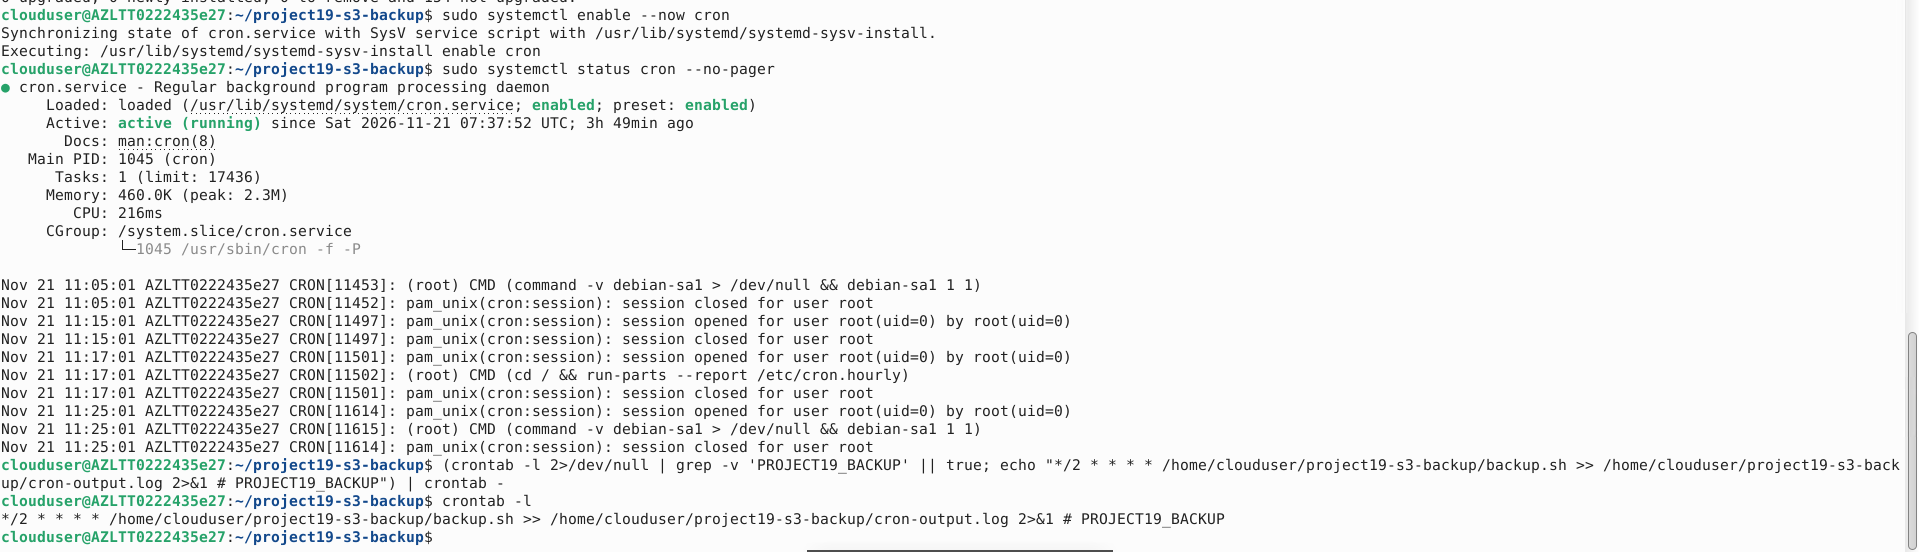 0 upgraded, 0 newly installed, 0 to remove and 134 not upgraded.
clouduser@AZLTT0222435e27:~/project19-s3-backup$ sudo systemctl enable --now cron
Synchronizing state of cron.service with SysV service script with /usr/lib/systemd/systemd-sysv-install.
Executing: /usr/lib/systemd/systemd-sysv-install enable cron
clouduser@AZLTT0222435e27:~/project19-s3-backup$ sudo systemctl status cron --no-pager
● cron.service - Regular background program processing daemon
     Loaded: loaded (/usr/lib/systemd/system/cron.service; enabled; preset: enabled)
     Active: active (running) since Sat 2026-11-21 07:37:52 UTC; 3h 49min ago
       Docs: man:cron(8)
   Main PID: 1045 (cron)
      Tasks: 1 (limit: 17436)
     Memory: 460.0K (peak: 2.3M)
        CPU: 216ms
     CGroup: /system.slice/cron.service
             └─1045 /usr/sbin/cron -f -P
Nov 21 11:05:01 AZLTT0222435e27 CRON[11453]: (root) CMD (command -v debian-sa1 > /dev/null && debian-sa1 1 1)
Nov 21 11:05:01 AZLTT0222435e27 CRON[11452]: pam_unix(cron:session): session closed for user root
Nov 21 11:15:01 AZLTT0222435e27 CRON[11497]: pam_unix(cron:session): session opened for user root(uid=0) by root(uid=0)
Nov 21 11:15:01 AZLTT0222435e27 CRON[11497]: pam_unix(cron:session): session closed for user root
Nov 21 11:17:01 AZLTT0222435e27 CRON[11501]: pam_unix(cron:session): session opened for user root(uid=0) by root(uid=0)
Nov 21 11:17:01 AZLTT0222435e27 CRON[11502]: (root) CMD (cd / && run-parts --report /etc/cron.hourly)
Nov 21 11:17:01 AZLTT0222435e27 CRON[11501]: pam_unix(cron:session): session closed for user root
Nov 21 11:25:01 AZLTT0222435e27 CRON[11614]: pam_unix(cron:session): session opened for user root(uid=0) by root(uid=0)
Nov 21 11:25:01 AZLTT0222435e27 CRON[11615]: (root) CMD (command -v debian-sa1 > /dev/null && debian-sa1 1 1)
Nov 21 11:25:01 AZLTT0222435e27 CRON[11614]: pam_unix(cron:session): session closed for user root
clouduser@AZLTT0222435e27:~/project19-s3-backup$ (crontab -l 2>/dev/null | grep -v 'PROJECT19_BACKUP' || true; echo "*/2 * * * * /home/clouduser/project19-s3-backup/backup.sh >> /home/clouduser/project19-s3-back
up/cron-output.log 2>&1 # PROJECT19_BACKUP") | crontab -
clouduser@AZLTT0222435e27:~/project19-s3-backup$ crontab -l
*/2 * * * * /home/clouduser/project19-s3-backup/backup.sh >> /home/clouduser/project19-s3-backup/cron-output.log 2>&1 # PROJECT19_BACKUP
clouduser@AZLTT0222435e27:~/project19-s3-backup$